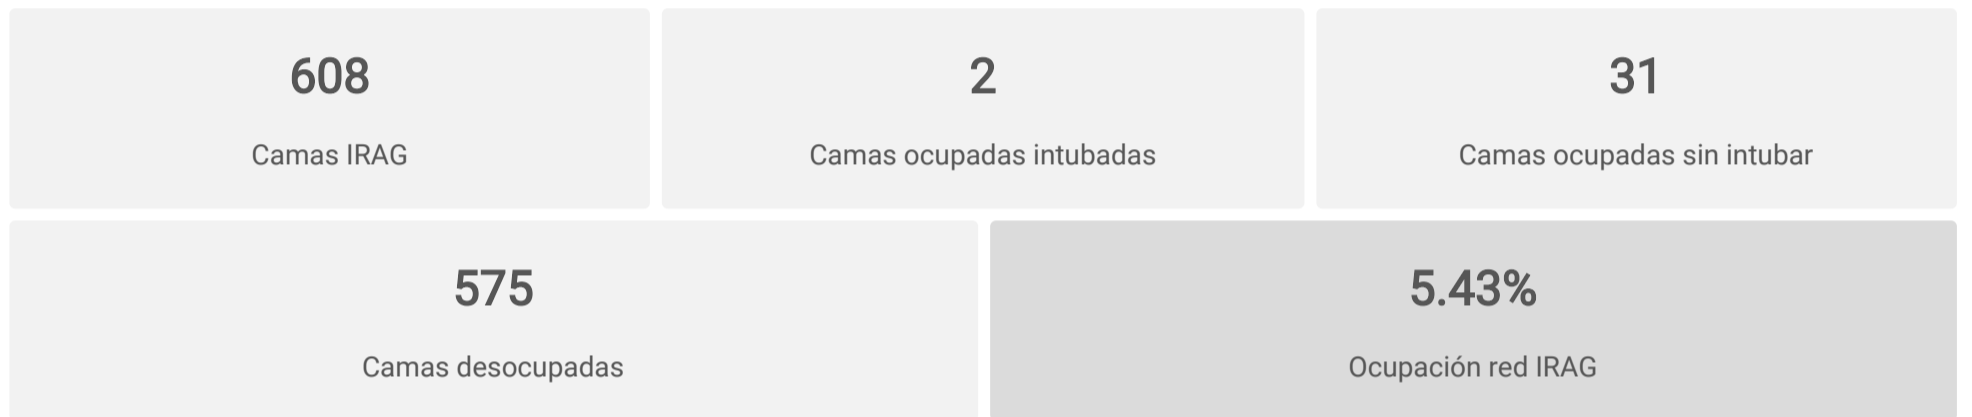 608
Camas IRAG
2
Camas ocupadas intubadas
31
Camas ocupadas sin intubar
575
Camas desocupadas
5.43%
Ocupación red IRAG